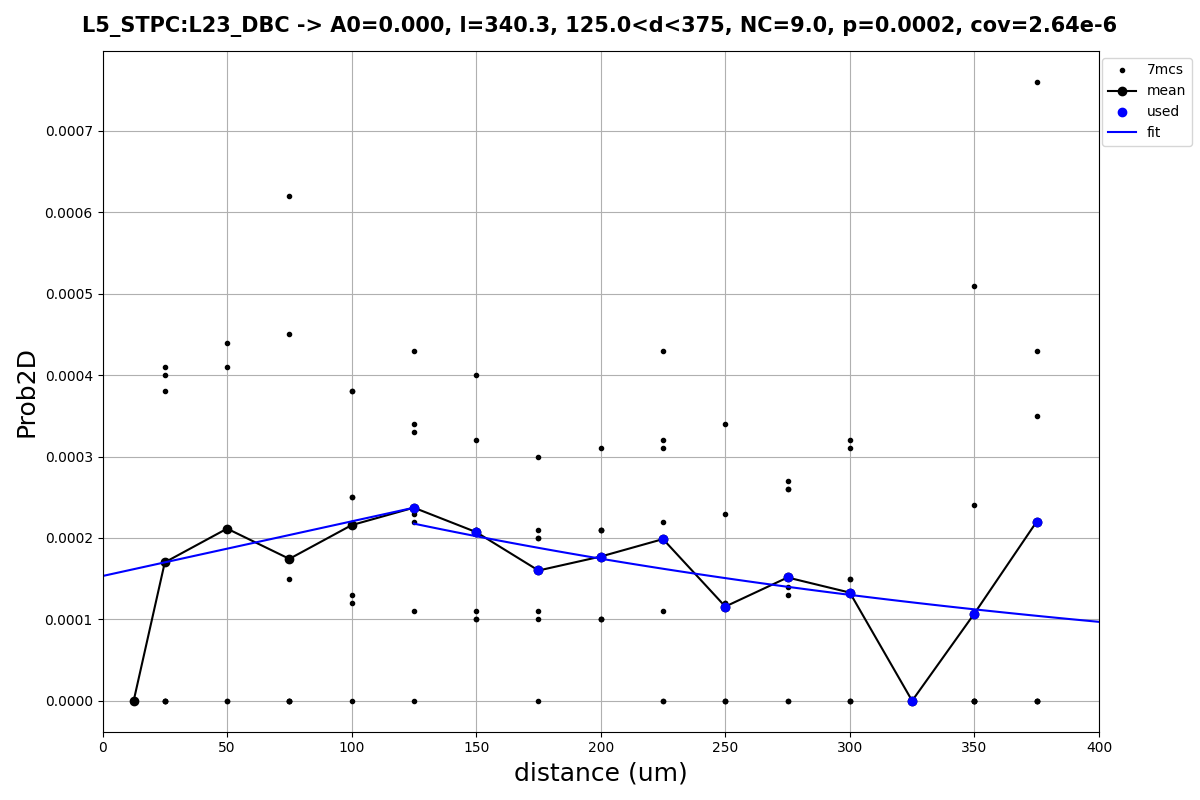 L5_STPC:L23_DBC -> A0=0.000, l=340.3, 125.0<d<375, NC=9.0, p=0.0002, cov=2.64e-6
7mcs
mean
used
fit
0.0007
0.0006
0.0005
0.0004
0.0003
0.0002
0.0001
0.0000
Prob2D
0 50 100 150 200 250 300 350 400
distance (um)